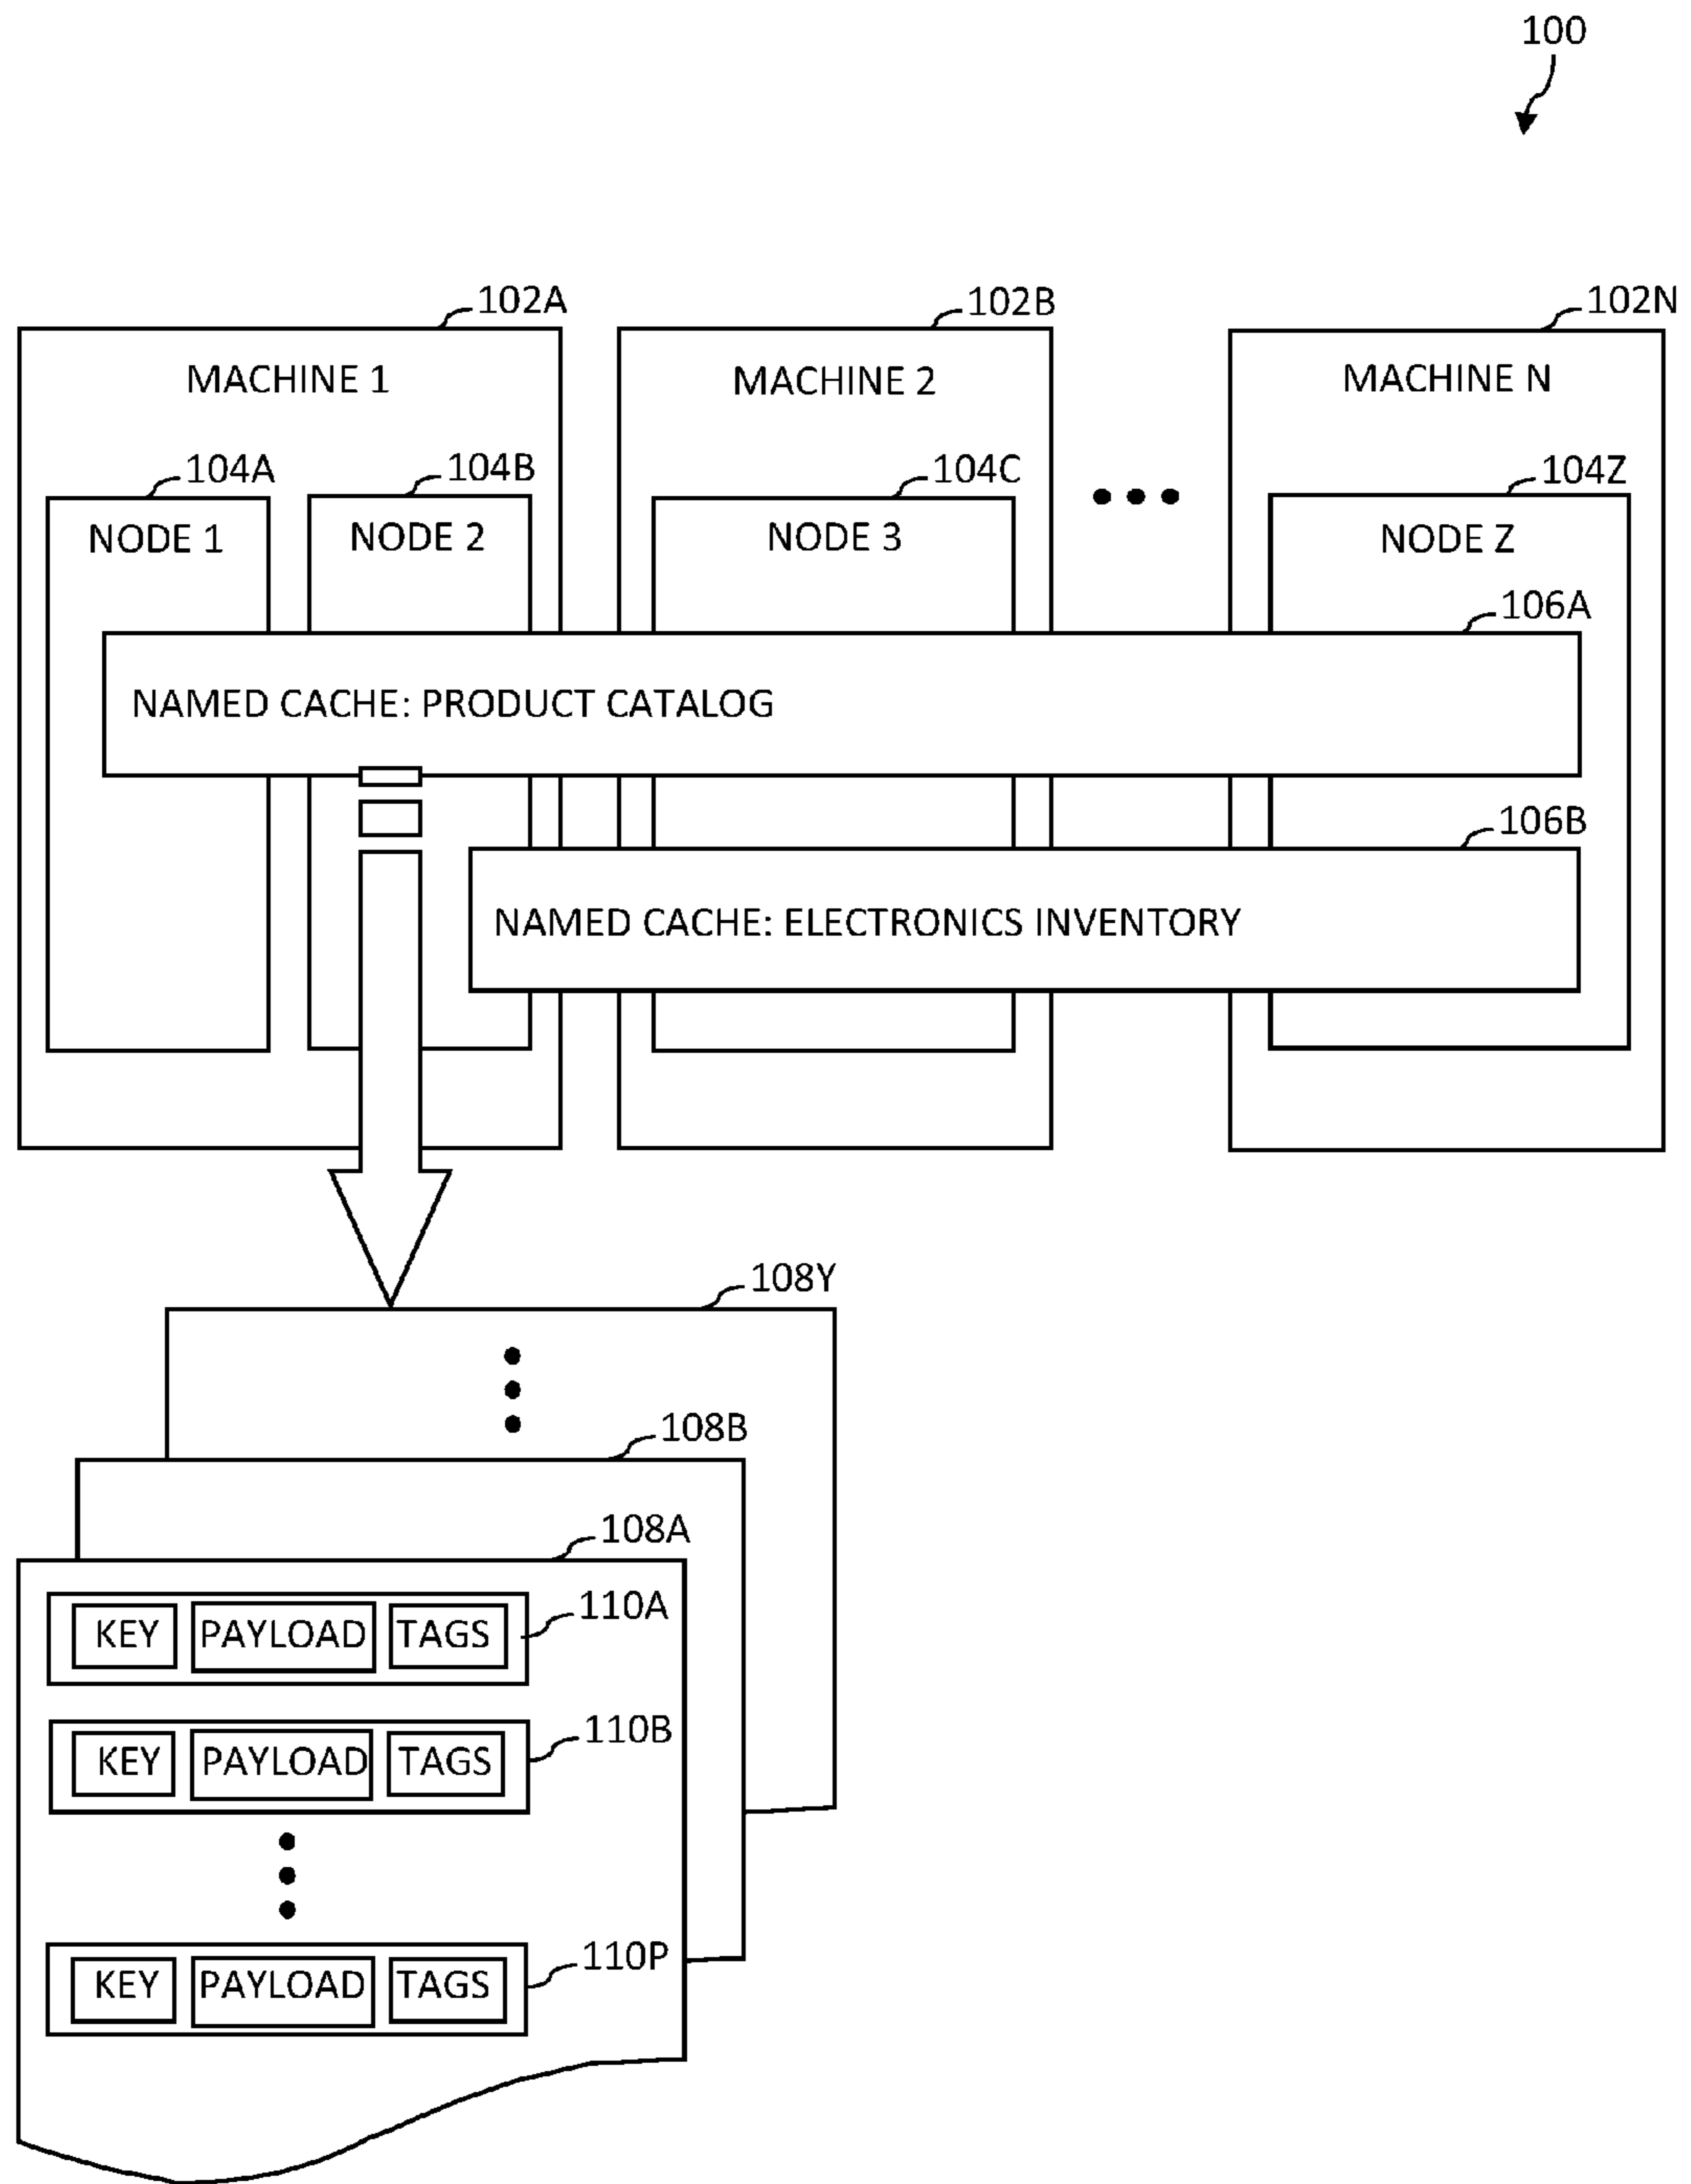 100
102A
102B
102N
MACHINE 1
MACHINE 2
MACHINE N
104A
104B
104C
104Z
NODE 1
NODE 2
NODE 3
NODE Z
106A
NAMED CACHE: PRODUCT CATALOG
106B
NAMED CACHE: ELECTRONICS INVENTORY
108Y
108B
108A
KEY PAYLOAD TAGS
110A
KEY PAYLOAD TAGS
110B
KEY PAYLOAD TAGS
110P